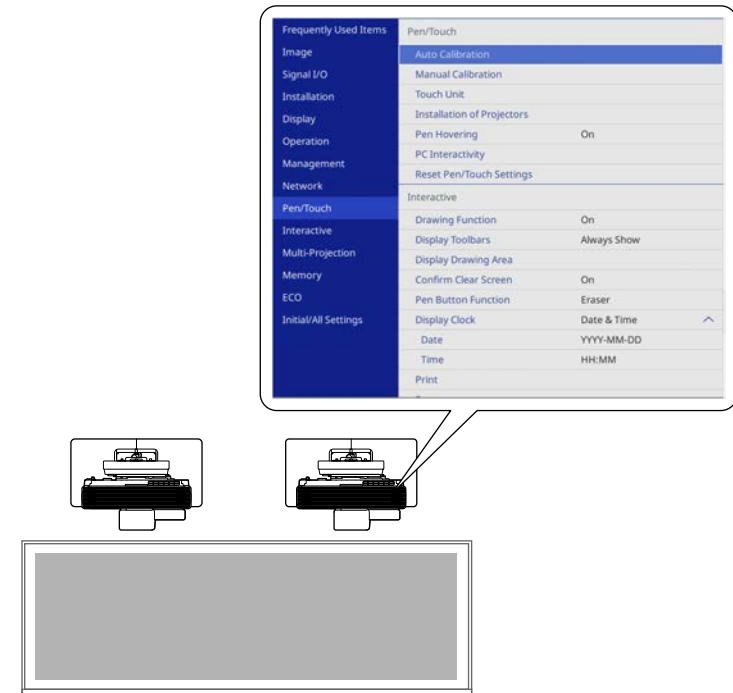 Frequently Used Items
Image
Signal I/O
Installation
Display
Operation
Management
Network
Pen/Touch
Interactive
Multi-Projection
Memory
ECO
Initial/All Settings
Pen/Touch
Auto Calibration
Manual Calibration
Touch Unit
Installation of Projectors
Pen Hovering On
PC Interactivity
Reset Pen/Touch Settings
Interactive
Drawing Function On
Display Toolbars Always Show
Display Drawing Area
Confirm Clear Screen On
Pen Button Function Eraser
Display Clock Date & Time
Date YYYY-MM-DD
Time HH:MM
Print